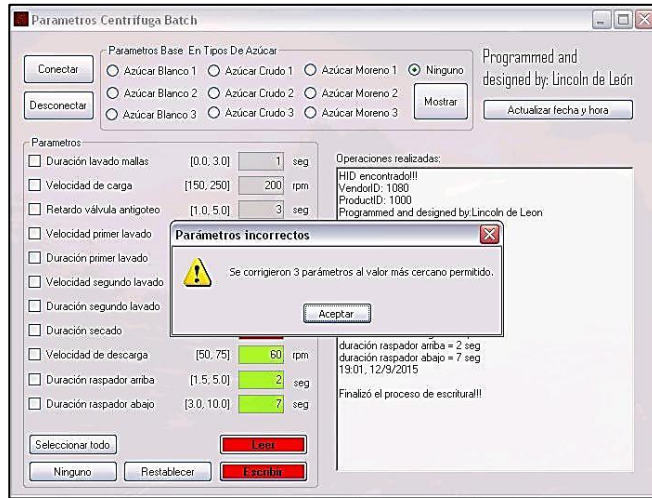 Parametros Centrifuga Batch
Parametros Base En Tipos De Azúcar
Conectar
Desconectar
Azúcar Blanco 1 Azúcar Crudo 1 Azúcar Moreno 1 Ninguno
Azúcar Blanco 2 Azúcar Crudo 2 Azúcar Moreno 2
Azúcar Blanco 3 Azúcar Crudo 3 Azúcar Moreno 3
Mostrar
Programmed and
designed by: Lincoln de León
Actualizar fecha y hora
Parametros
Duración lavado mallas [0.0, 3.0] 1 seg
Velocidad de carga [150, 250] 200 rpm
Retardo válvula antigoteo [1.0, 5.0] 3 seg
Velocidad primer lavado
Duración primer lavado
Velocidad segundo lavado
Duración segundo lavado
Duración secado
Velocidad de descarga [50, 75] 60 rpm
Duración raspador arriba [1.5, 5.0] 2 seg
Duración raspador abajo [3.0, 10.0] 7 seg
Seleccionar todo
Leer
Ninguno
Restablecer
Escribir
Operaciones realizadas:
HID encontrado!!!
VendorID: 1080
ProductID: 1000
Programmed and designed by:Lincoln de Leon
Parámetros incorrectos
Se corrigieron 3 parámetros al valor más cercano permitido.
Aceptar
duración raspador arriba = 2 seg
duración raspador abajo = 7 seg
19:01, 12/9/2015
Finalizó el proceso de escritura!!!